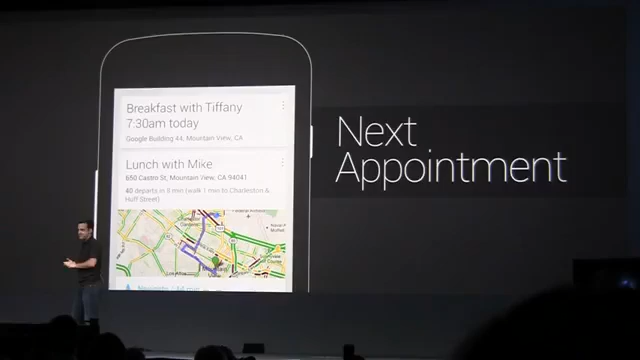 Breakfast with Tiffany
7:30am today
Google Building 44, Mountain View, CA
Lunch with Mike
650 Castro St, Mountain View, CA 94041
40 departs in 8 min (walk 1 min to Charleston &
Huff Street)
Next
Appointment